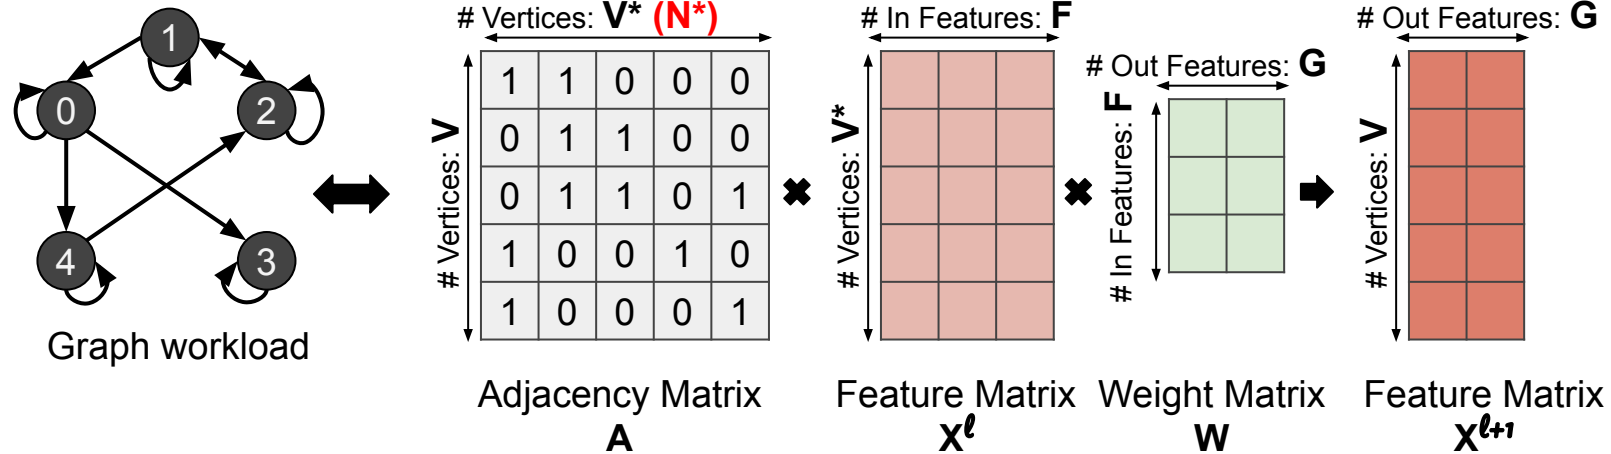 # Vertices: V* (N*)
# In Features: F
# Out Features: G
1
0
2
4
3
Graph workload
# Vertices: V
1 1 0 0 0
0 1 1 0 0
0 1 1 0 1
1 0 0 1 0
1 0 0 0 1
Adjacency Matrix
A
# Vertices: V*
Feature Matrix
X^ℓ
# Out Features: G
# In Features: F
Weight Matrix
W
# Vertices: V
Feature Matrix
X^ℓ+1